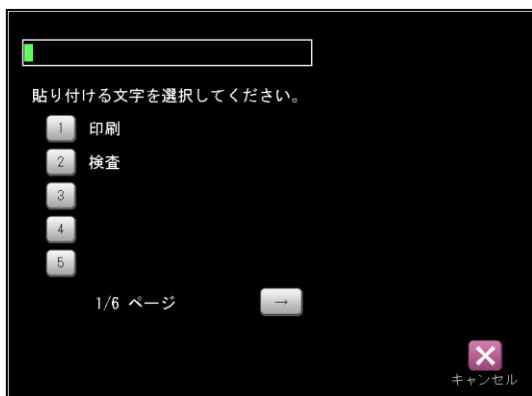 貼り付ける文字を選択してください。
1 印刷
2 検査
3
4
5
1/6 ページ →
キャンセル